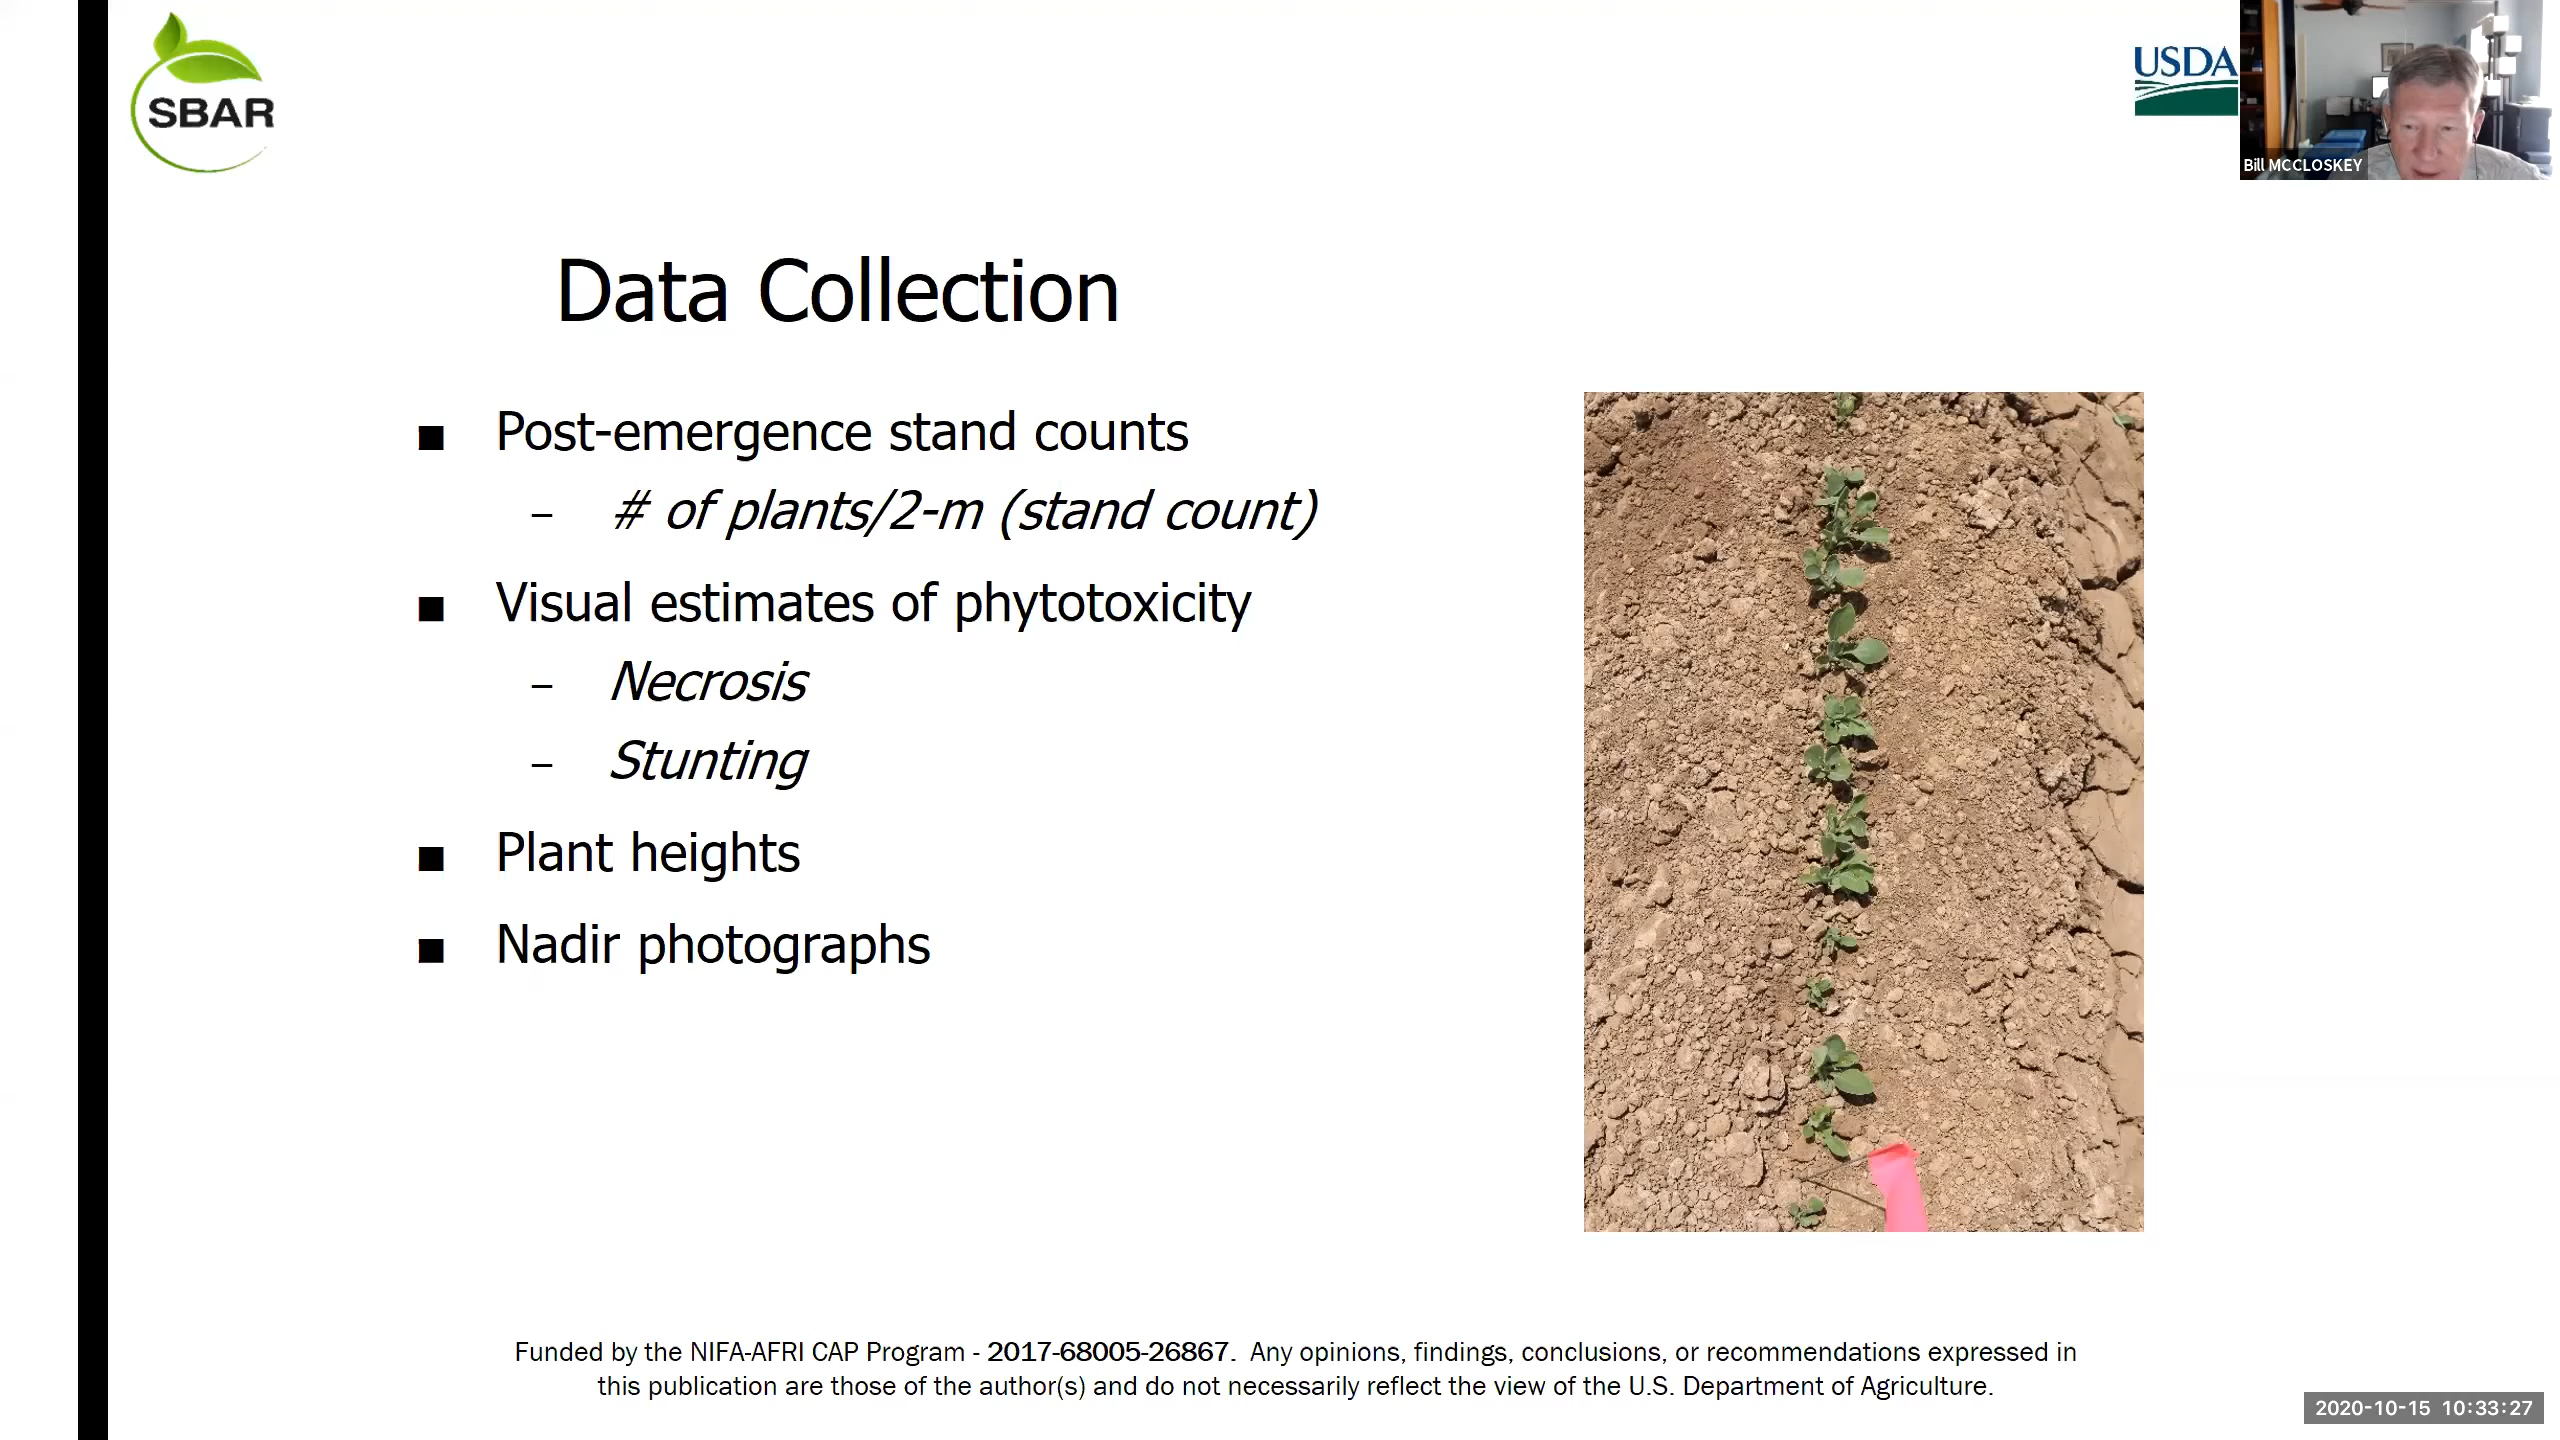 SBAR
USDA
Bill MCCLOSKEY
Data Collection
■ Post-emergence stand counts
– # of plants/2-m (stand count)
■ Visual estimates of phytotoxicity
– Necrosis
– Stunting
■ Plant heights
■ Nadir photographs
Funded by the NIFA-AFRI CAP Program - 2017-68005-26867. Any opinions, findings, conclusions, or recommendations expressed in
this publication are those of the author(s) and do not necessarily reflect the view of the U.S. Department of Agriculture.
2020-10-15 10:33:27